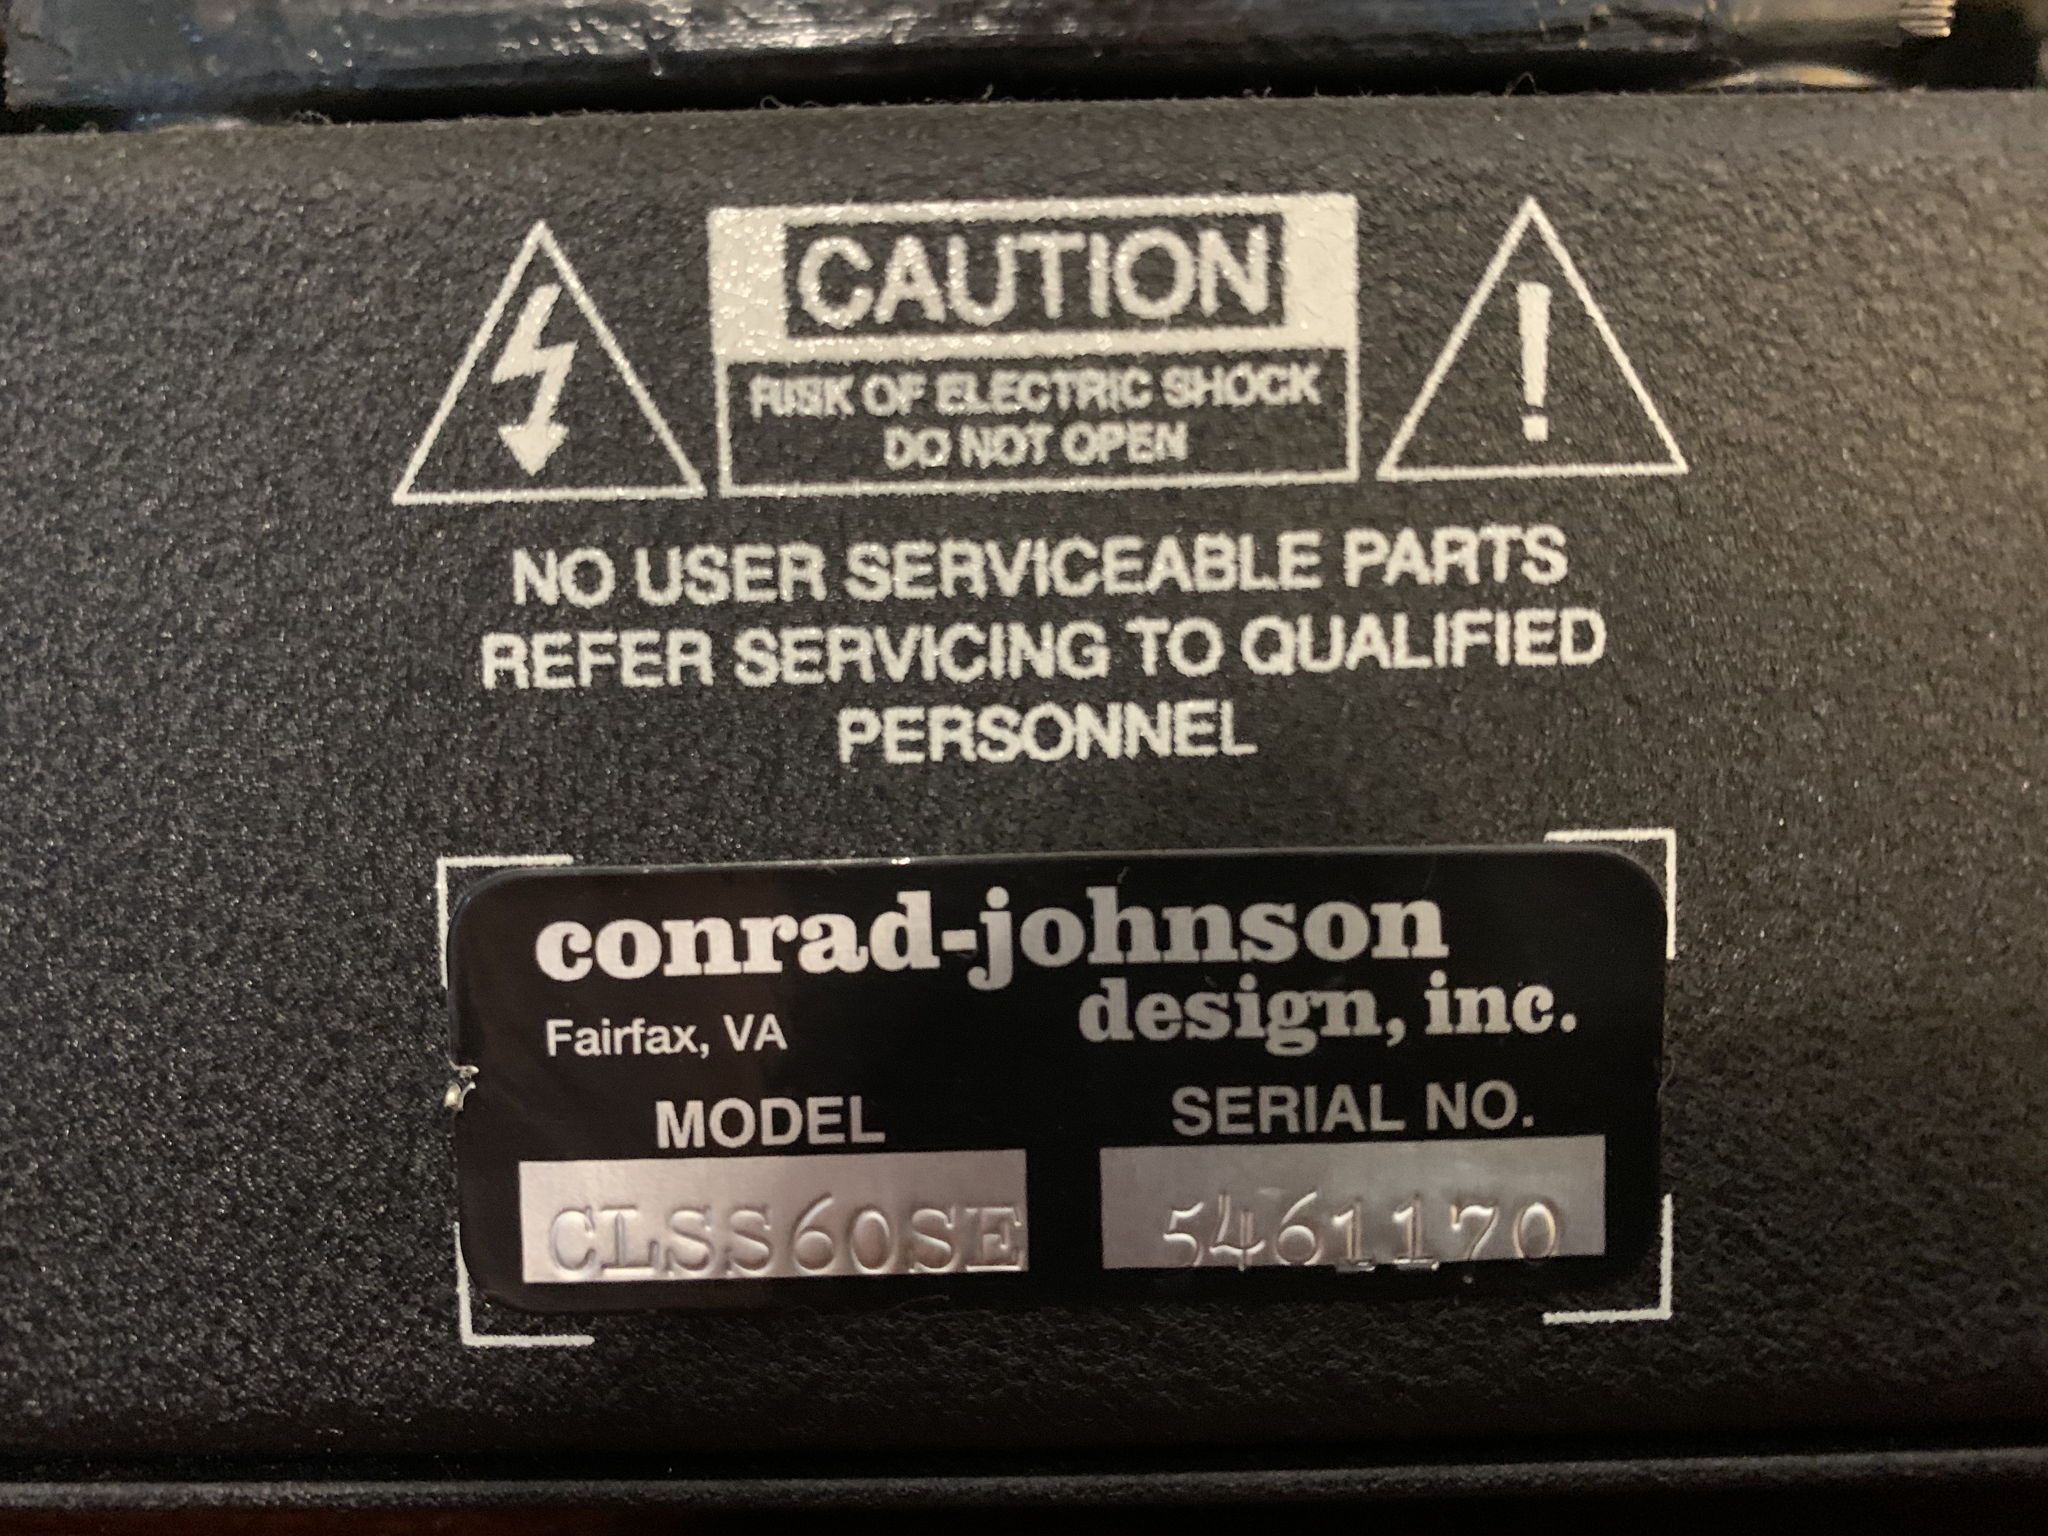 CAUTION
RISK OF ELECTRIC SHOCK
DO NOT OPEN
NO USER SERVICEABLE PARTS
REFER SERVICING TO QUALIFIED
PERSONNEL
conrad-johnson
design, inc.
Fairfax, VA
MODEL SERIAL NO.
CLSS60SE 5461170